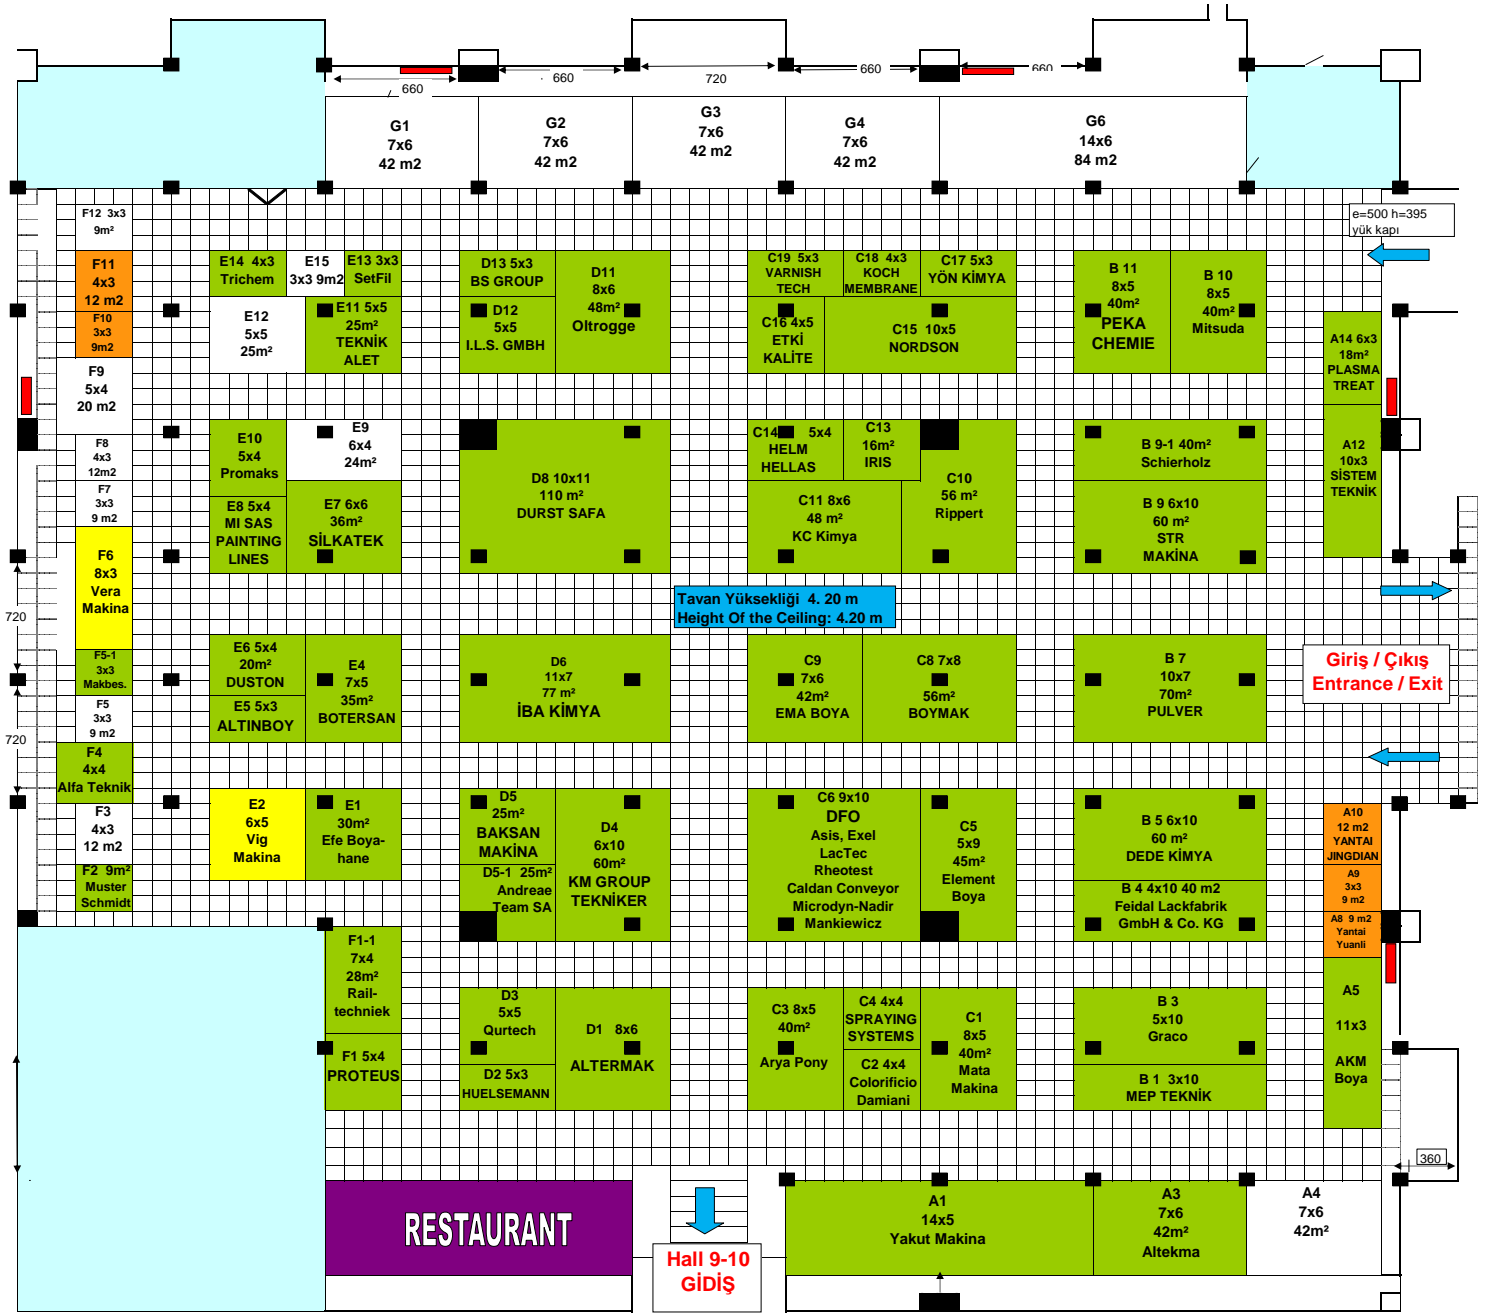 660
660
720
660
660
G1
7x6
42 m2
G2
7x6
42 m2
G3
7x6
42 m2
G4
7x6
42 m2
G6
14x6
84 m2
e=500 h=395
yük kapı
F12 3x3
9m²
F11
4x3
12 m2
F10
3x3
9m2
F9
5x4
20 m2
F8
4x3
12m2
F7
3x3
9 m2
F6
8x3
Vera
Makina
F5-1
3x3
Makbes.
F5
3x3
9 m2
F4
4x4
Alfa Teknik
F3
4x3
12 m2
F2 9m²
Muster
Schmidt
720
720
E14 4x3
Trichem
E15
3x3 9m2
E13 3x3
SetFil
E12
5x5
25m²
E11 5x5
25m²
TEKNİK
ALET
E10
5x4
Promaks
E9
6x4
24m²
E8 5x4
MI SAS
PAINTING
LINES
E7 6x6
36m²
SİLKATEK
E6 5x4
20m²
DUSTON
E5 5x3
ALTINBOY
E4
7x5
35m²
BOTERSAN
E2
6x5
Vig
Makina
E1
30m²
Efe Boya-
hane
F1-1
7x4
28m²
Rail-
techniek
F1 5x4
PROTEUS
D13 5x3
BS GROUP
D12
5x5
I.L.S. GMBH
D11
8x6
48m²
Oltrogge
D8 10x11
110 m²
DURST SAFA
D6
11x7
77 m²
İBA KİMYA
D5
25m²
BAKSAN
MAKİNA
D5-1 25m²
Andreae
Team SA
D4
6x10
60m²
KM GROUP
TEKNİKER
D3
5x5
Qurtech
D2 5x3
HUELSEMANN
D1 8x6
ALTERMAK
C19 5x3
VARNISH
TECH
C18 4x3
KOCH
MEMBRANE
C17 5x3
YÖN KİMYA
C16 4x5
ETKİ
KALİTE
C15 10x5
NORDSON
C14 5x4
HELM
HELLAS
C13
16m²
IRIS
C11 8x6
48 m²
KC Kimya
C10
56 m²
Rippert
Tavan Yüksekliği 4. 20 m
Height Of the Ceiling: 4.20 m
C9
7x6
42m²
EMA BOYA
C8 7x8
56m²
BOYMAK
C6 9x10
DFO
Asis, Exel
LacTec
Rheotest
Caldan Conveyor
Microdyn-Nadir
Mankiewicz
C5
5x9
45m²
Element
Boya
C3 8x5
40m²
Arya Pony
C4 4x4
SPRAYING
SYSTEMS
C2 4x4
Colorificio
Damiani
C1
8x5
40m²
Mata
Makina
B 11
8x5
40m²
PEKA
CHEMIE
B 10
8x5
40m²
Mitsuda
B 9-1 40m²
Schierholz
B 9 6x10
60 m²
STR
MAKİNA
B 7
10x7
70m²
PULVER
B 5 6x10
60 m²
DEDE KİMYA
B 4 4x10 40 m2
Feidal Lackfabrik
GmbH & Co. KG
B 3
5x10
Graco
B 1 3x10
MEP TEKNİK
A14 6x3
18m²
PLASMA
TREAT
A12
10x3
SİSTEM
TEKNİK
Giriş / Çıkış
Entrance / Exit
A10
12 m2
YANTAI
JINGDIAN
A9
3x3
9 m2
A8 9 m2
Yantai
Yuanli
A5
11x3
AKM
Boya
360
RESTAURANT
Hall 9-10
GİDİŞ
A1
14x5
Yakut Makina
A3
7x6
42m²
Altekma
A4
7x6
42m²